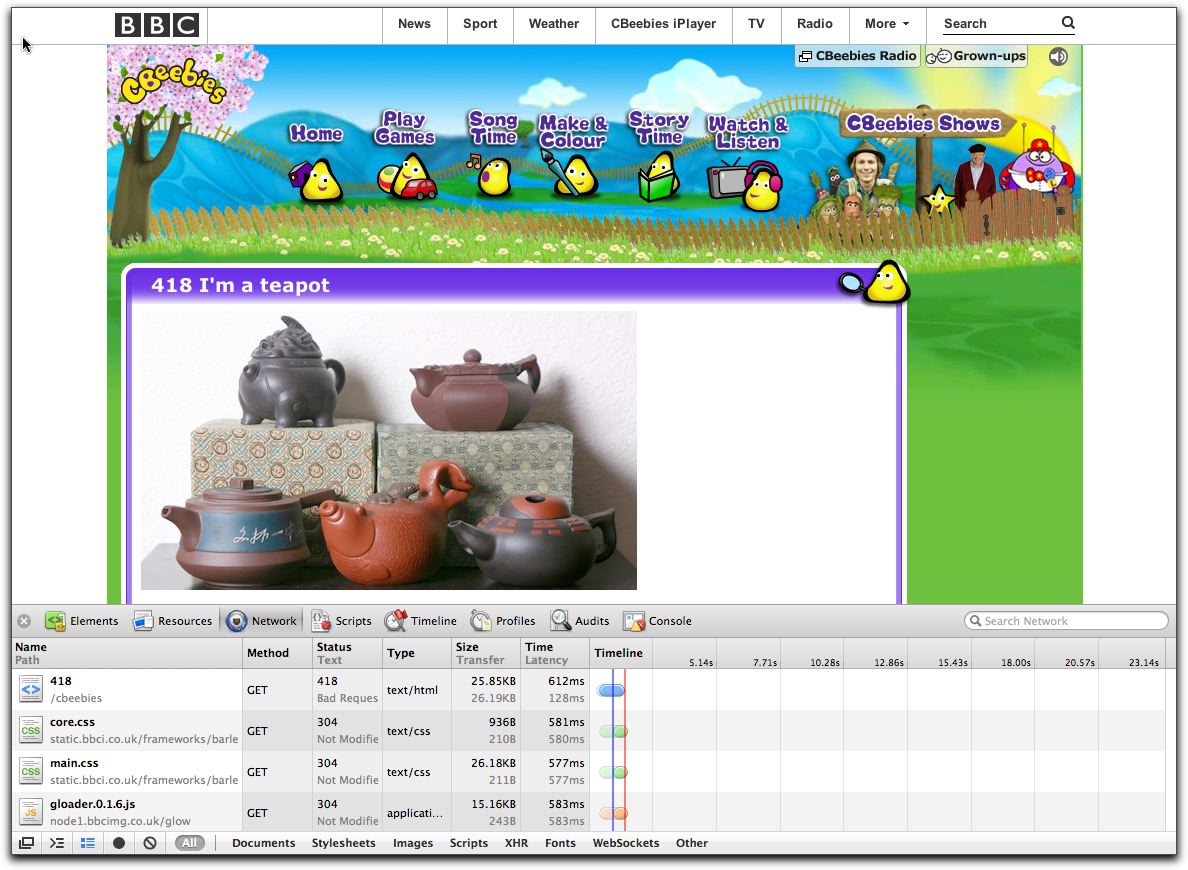 BBC
News Sport Weather CBeebies iPlayer TV Radio More Search
CBeebies Radio Grown-ups
CBeebies
Home
Play
Games
Song
Time
Make &
Colour
Story
Time
Watch &
Listen
CBeebies Shows
418 I'm a teapot
Elements Resources Network Scripts Timeline Profiles Audits Console Search Network
Name Method Status Type Size Time Timeline
Path Text Transfer Latency 5.14s 7.71s 10.28s 12.86s 15.43s 18.00s 20.57s 23.14s
418 GET 418 text/html 25.85KB 612ms
/cbeebies Bad Reques 26.19KB 128ms
core.css GET 304 text/css 936B 581ms
static.bbci.co.uk/frameworks/barle Not Modifie 210B 580ms
main.css GET 304 text/css 26.18KB 577ms
static.bbci.co.uk/frameworks/barle Not Modifie 211B 577ms
gloader.0.1.6.js GET 304 applicati... 15.16KB 583ms
node1.bbcimg.co.uk/glow Not Modifie 243B 583ms
All Documents Stylesheets Images Scripts XHR Fonts WebSockets Other